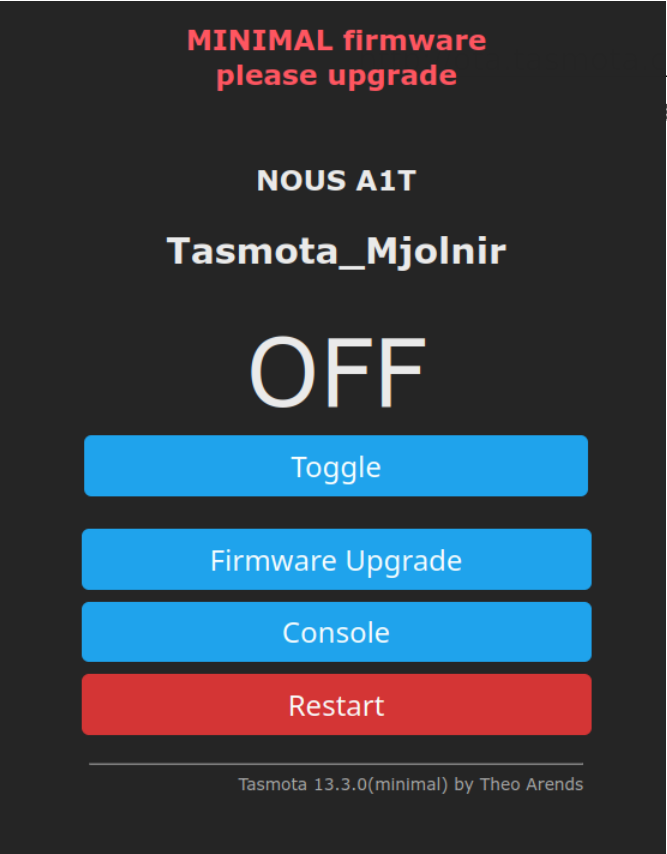 MINIMAL firmware
please upgrade
NOUS A1T
Tasmota_Mjolnir
OFF
Toggle
Firmware Upgrade
Console
Restart
Tasmota 13.3.0(minimal) by Theo Arends